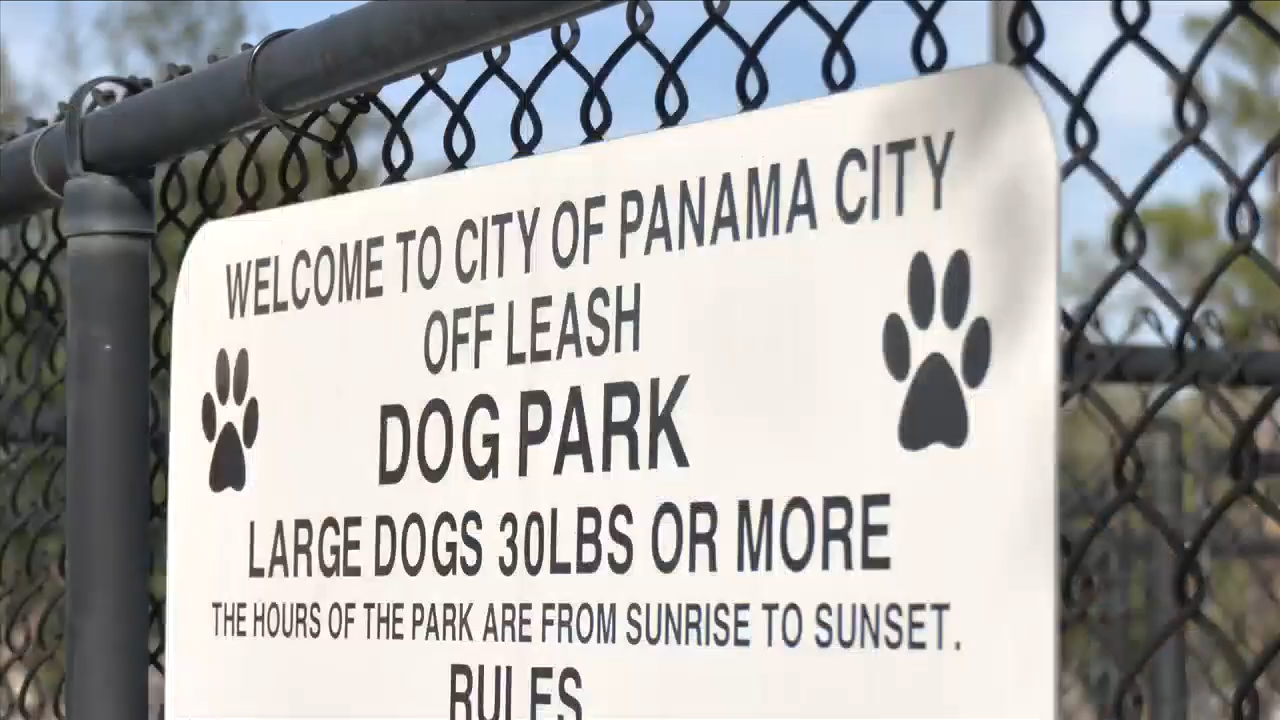 WELCOME TO CITY OF PANAMA CITY
OFF LEASH
DOG PARK
LARGE DOGS 30LBS OR MORE
THE HOURS OF THE PARK ARE FROM SUNRISE TO SUNSET.
RULES